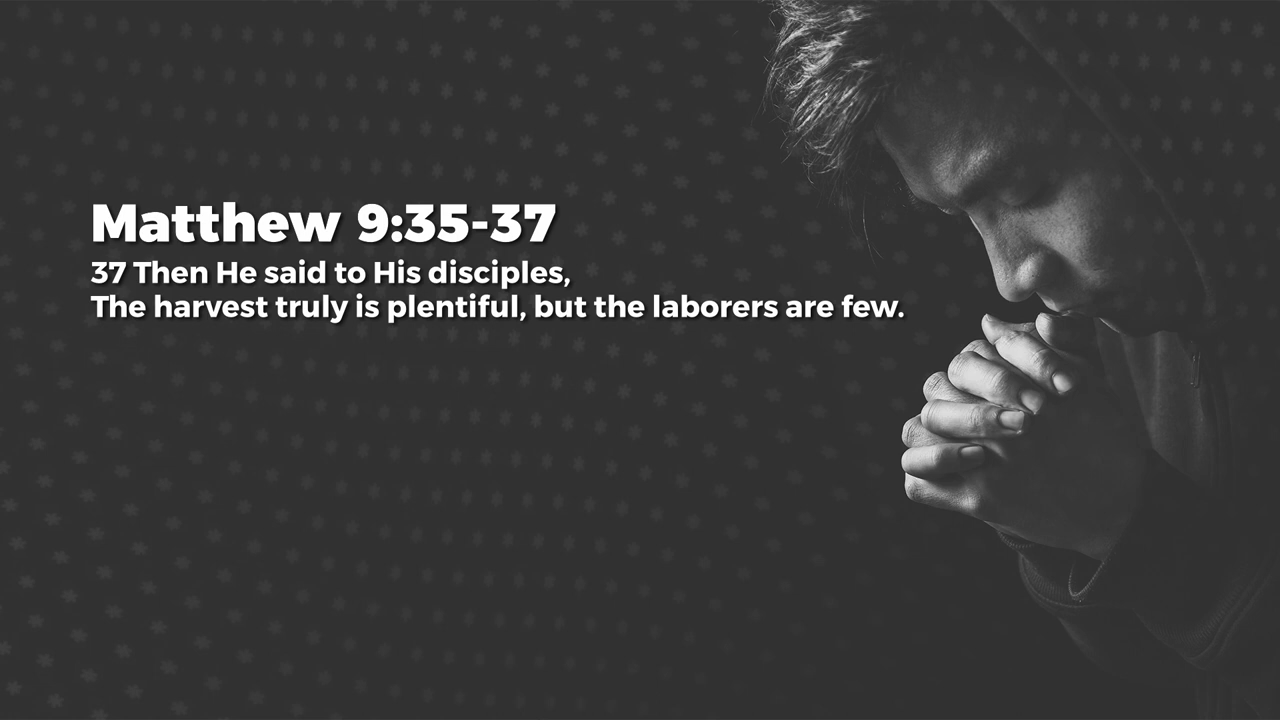 Matthew 9:35-37
37 Then He said to His disciples,
The harvest truly is plentiful, but the laborers are few.